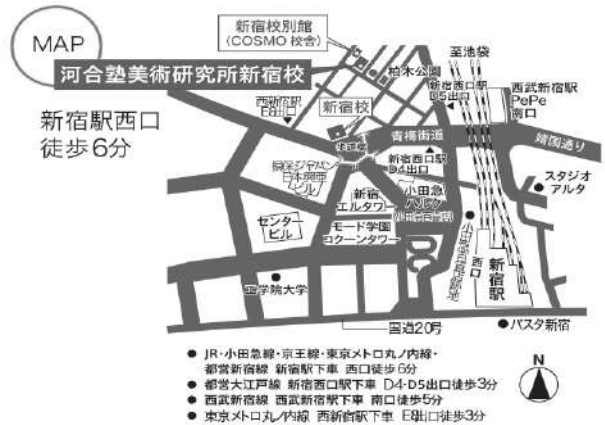 MAP
河合塾美術研究所新宿校
新宿駅西口
徒歩6分
新宿校別館
(COSMO校舎)
柏木公園
至池袋
新宿西口駅
D5出口
西武新宿駅
PePe
南口
西新宿駅
E8出口
新宿校
青梅街道
靖国通り
歩道橋
新宿西口駅
D4出口
損保ジャパン
日本興亜
ビル
スタジオ
アルタ
新宿
エルタワー
小田急
ハルク
センター
ビル
モード学園
コクーンタワー
西口
新宿駅
工学院大学
国道20号
バスタ新宿
● JR・小田急線・京王線・東京メトロ丸ノ内線・
都営新宿線 新宿駅下車 西口徒歩6分
● 都営大江戸線 新宿西口駅下車 D4・D5出口徒歩3分
● 西武新宿線 西武新宿駅下車 南口徒歩5分
● 東京メトロ丸ノ内線 西新宿駅下車 E8出口徒歩3分
N